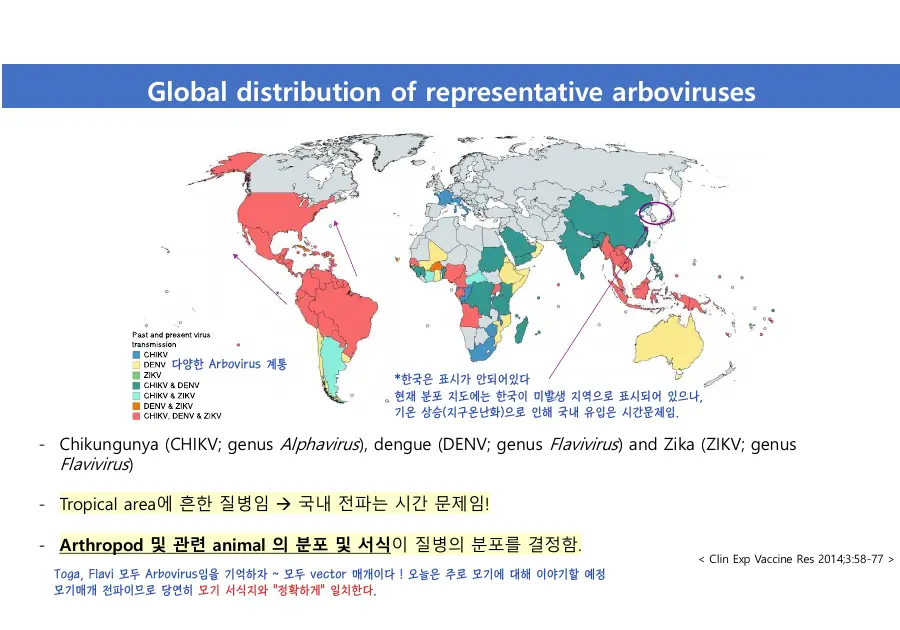 Global distribution of representative arboviruses
Past and present virus
transmission
CHIKV
DENV 다양한 Arbovirus 계통
ZIKV
CHIKV & DENV
CHIKV & ZIKV
DENV & ZIKV
CHIKV, DENV & ZIKV
*한국은 표시가 안되어있다
현재 분포 지도에는 한국이 미발생 지역으로 표시되어 있으나,
기온 상승(지구온난화)으로 인해 국내 유입은 시간문제임.
- Chikungunya (CHIKV; genus Alphavirus), dengue (DENV; genus Flavivirus) and Zika (ZIKV; genus
Flavivirus)
- Tropical area에 흔한 질병임 → 국내 전파는 시간 문제임!
- Arthropod 및 관련 animal 의 분포 및 서식이 질병의 분포를 결정함.
< Clin Exp Vaccine Res 2014;3:58-77 >
Toga, Flavi 모두 Arbovirus임을 기억하자 ~ 모두 vector 매개이다 ! 오늘은 주로 모기에 대해 이야기할 예정
모기매개 전파이므로 당연히 모기 서식지와 "정확하게" 일치한다.